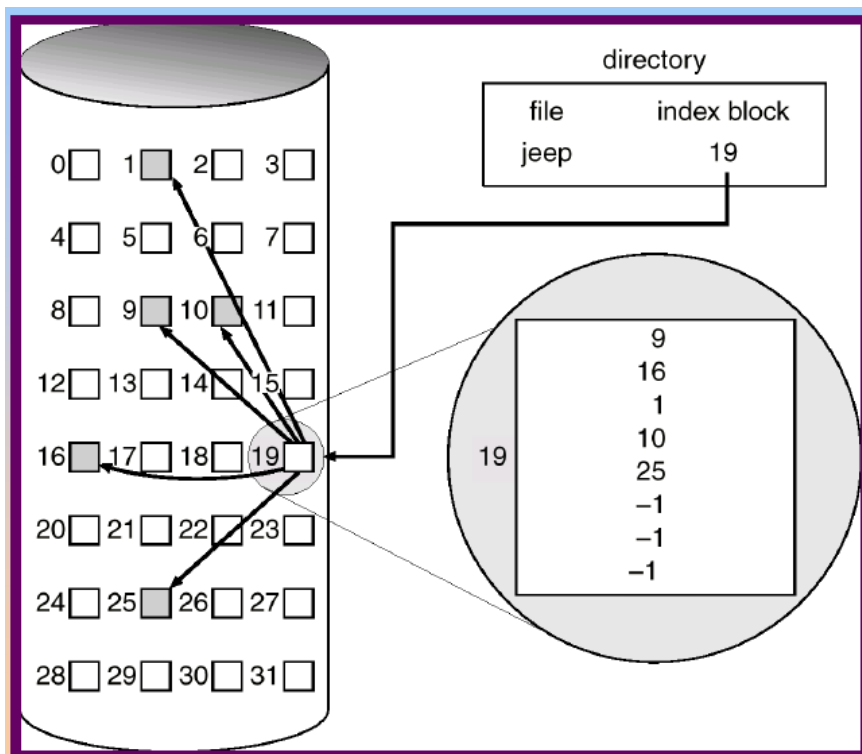 directory
file index block
jeep 19
0 1 2 3
4 5 6 7
8 9 10 11
12 13 14 15
16 17 18 19
20 21 22 23
24 25 26 27
28 29 30 31
19
9
16
1
10
25
–1
–1
–1